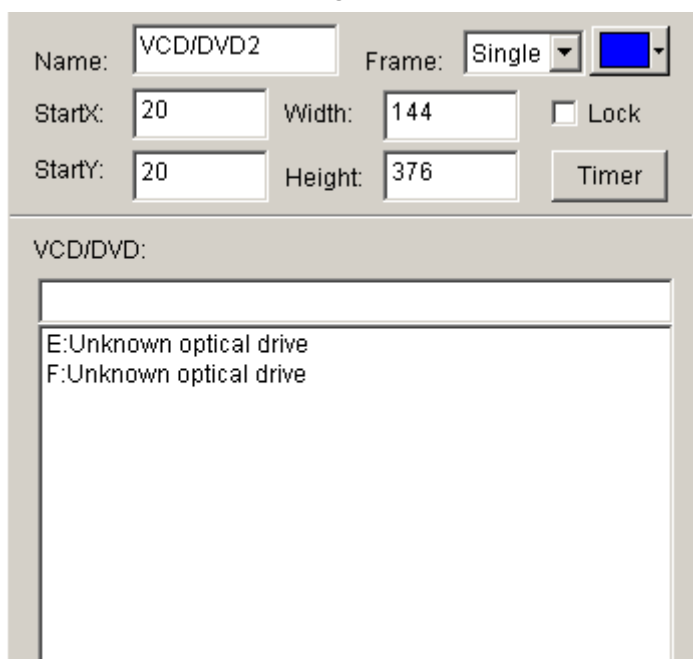 Name: VCD/DVD2 Frame: Single
StartX: 20 Width: 144 Lock
StartY: 20 Height: 376 Timer
VCD/DVD:
E:Unknown optical drive
F:Unknown optical drive